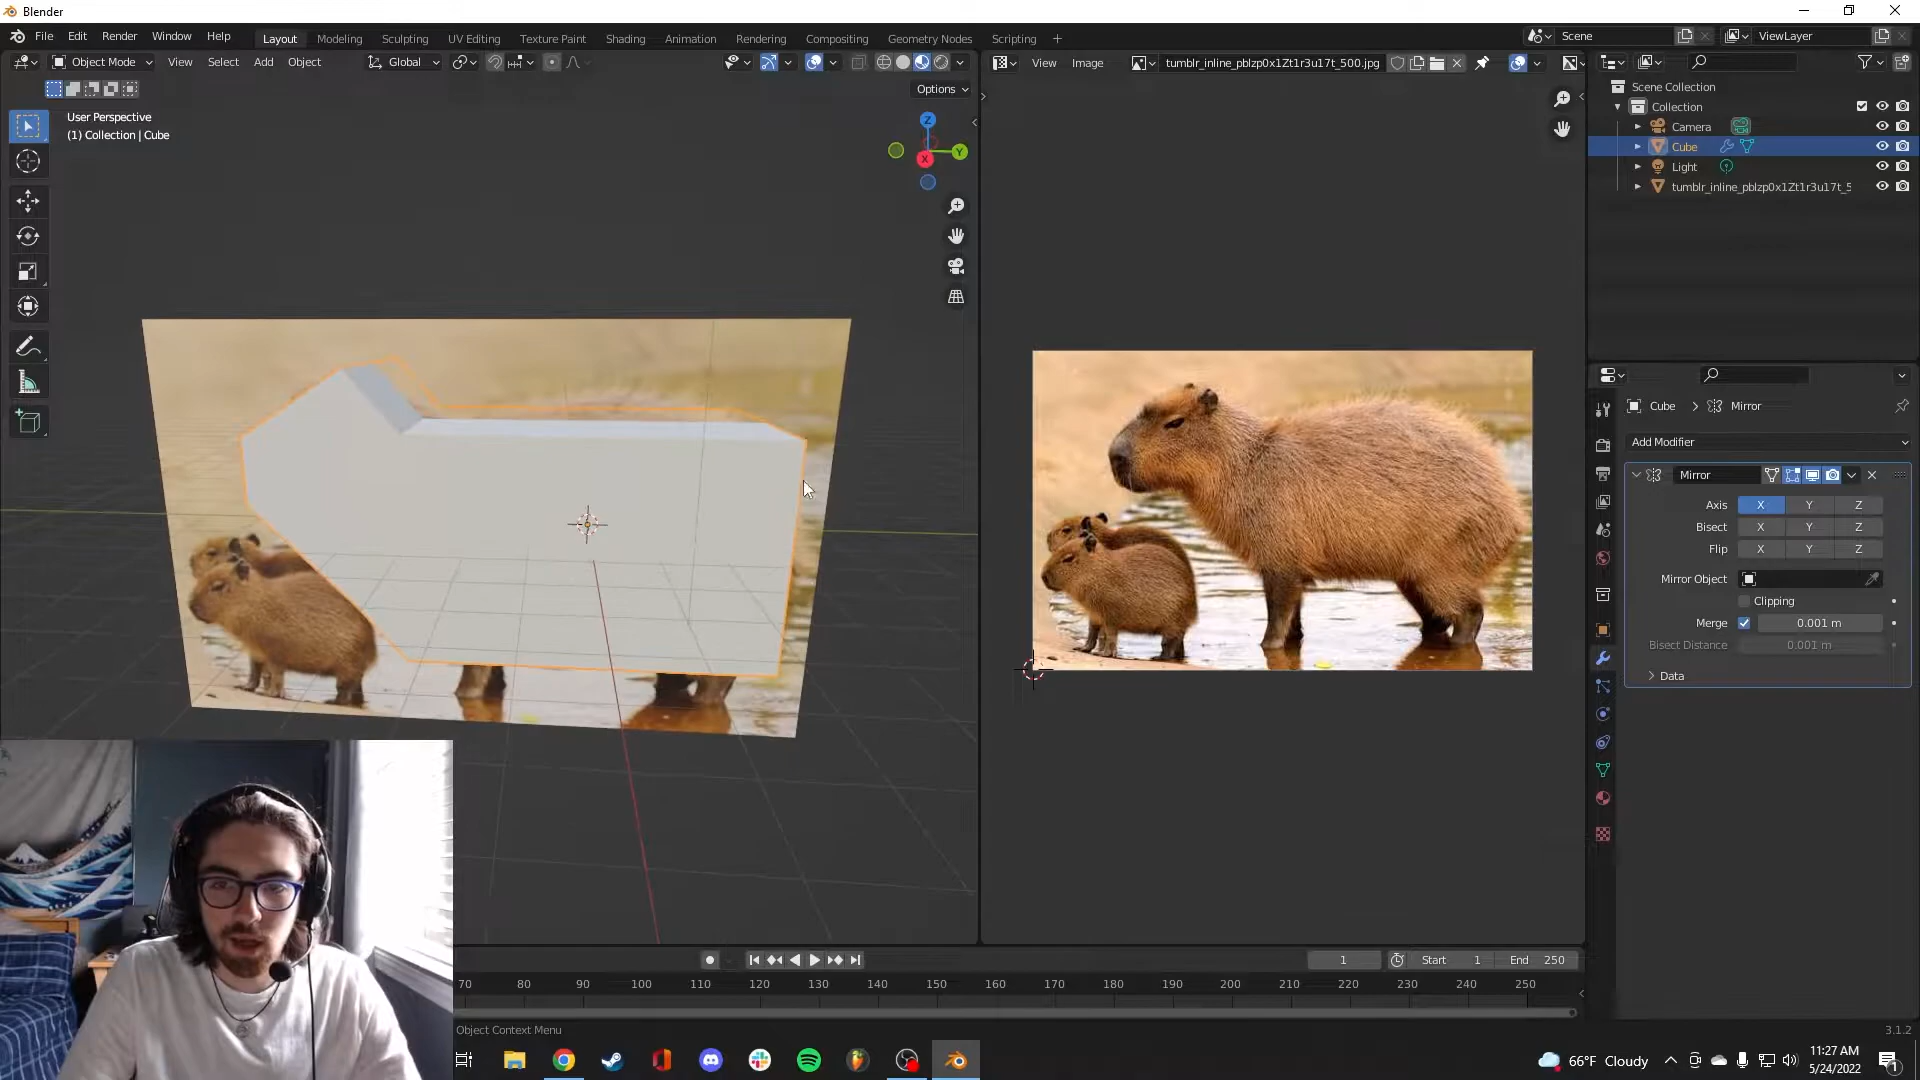 Blender
File Edit Render Window Help Layout Modeling Sculpting UV Editing Texture Paint Shading Animation Rendering Compositing Geometry Nodes Scripting + Scene ViewLayer
Object Mode View Select Add Object Global View Image tumblr_inline_pblzp0x1Zt1r3u17t_500.jpg
Options
User Perspective
(1) Collection | Cube
Z
Y
X
Scene Collection
Collection
Camera
Cube
Light
tumblr_inline_pblzp0x1Zt1r3u17t_5
Cube > Mirror
Add Modifier
Mirror
Axis X Y Z
Bisect X Y Z
Flip X Y Z
Mirror Object
Clipping
Merge 0.001 m
Bisect Distance 0.001 m
> Data
1 Start 1 End 250
70 80 90 100 110 120 130 140 150 160 170 180 190 200 210 220 230 240 250
Object Context Menu
3.1.2
66°F Cloudy
11:27 AM
5/24/2022
1